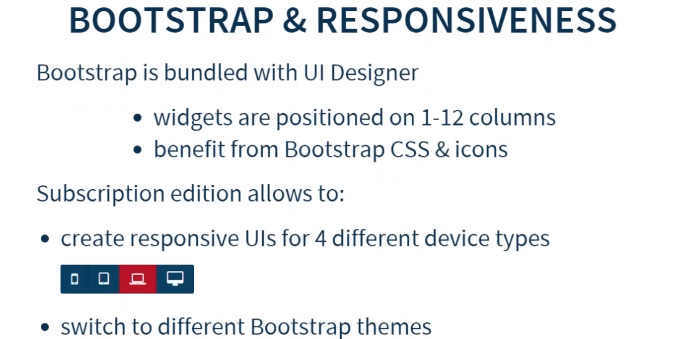 BOOTSTRAP & RESPONSIVENESS
Bootstrap is bundled with UI Designer
• widgets are positioned on 1-12 columns
• benefit from Bootstrap CSS & icons
Subscription edition allows to:
• create responsive UIs for 4 different device types
• switch to different Bootstrap themes